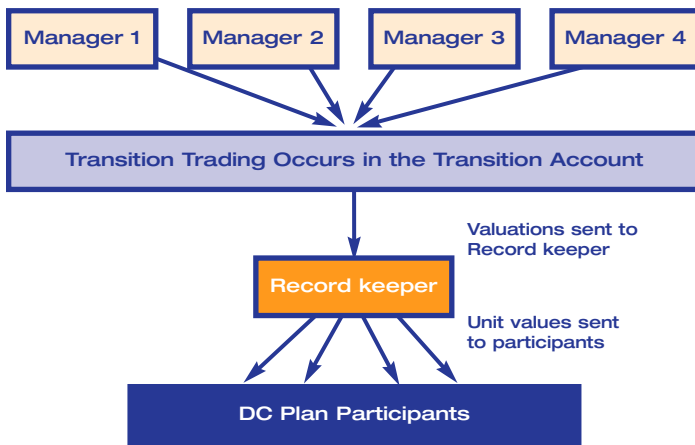 Manager 1
Manager 2
Manager 3
Manager 4
Transition Trading Occurs in the Transition Account
Valuations sent to
Record keeper
Record keeper
Unit values sent
to participants
DC Plan Participants